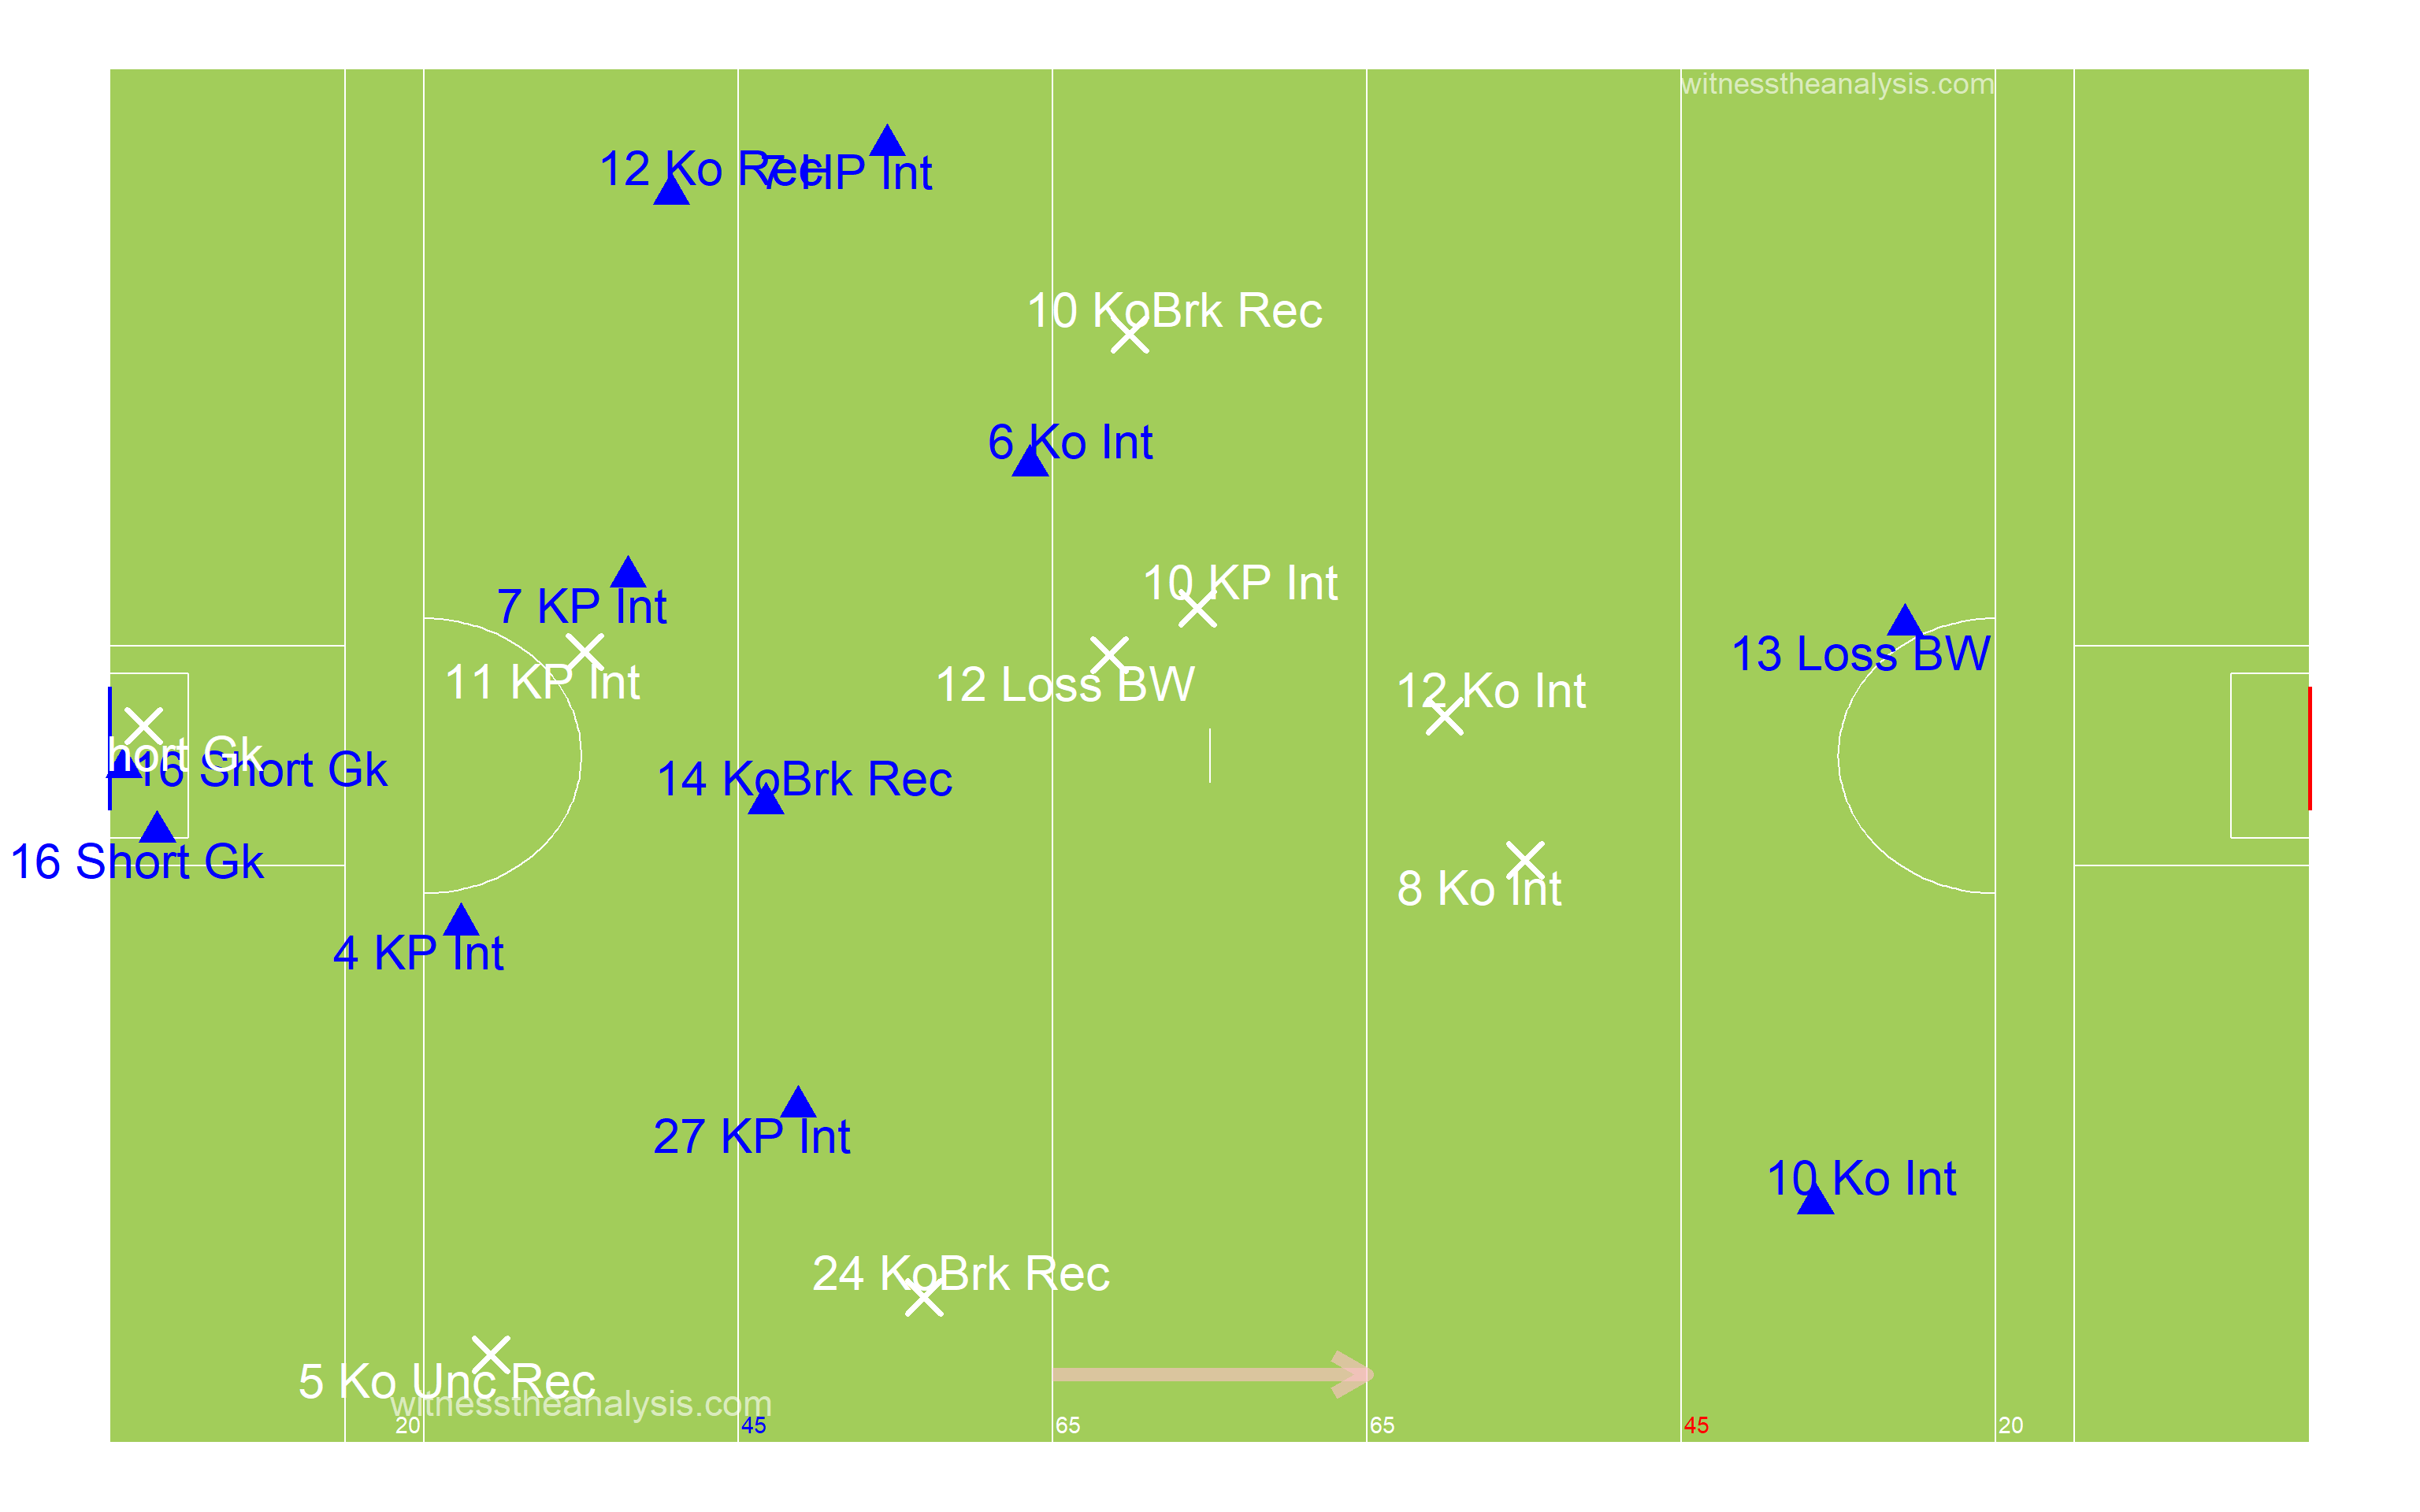 witnesstheanalysis.com
12 Ko Rec
7 HP Int
10 KoBrk Rec
6 Ko Int
10 KP Int
7 KP Int
13 Loss BW
11 KP Int
12 Loss BW
12 Ko Int
hort Gk
16 Short Gk
14 KoBrk Rec
16 Short Gk
8 Ko Int
4 KP Int
27 KP Int
10 Ko Int
24 KoBrk Rec
5 Ko Unc Rec
witnesstheanalysis.com
20 45 65 65 45 20